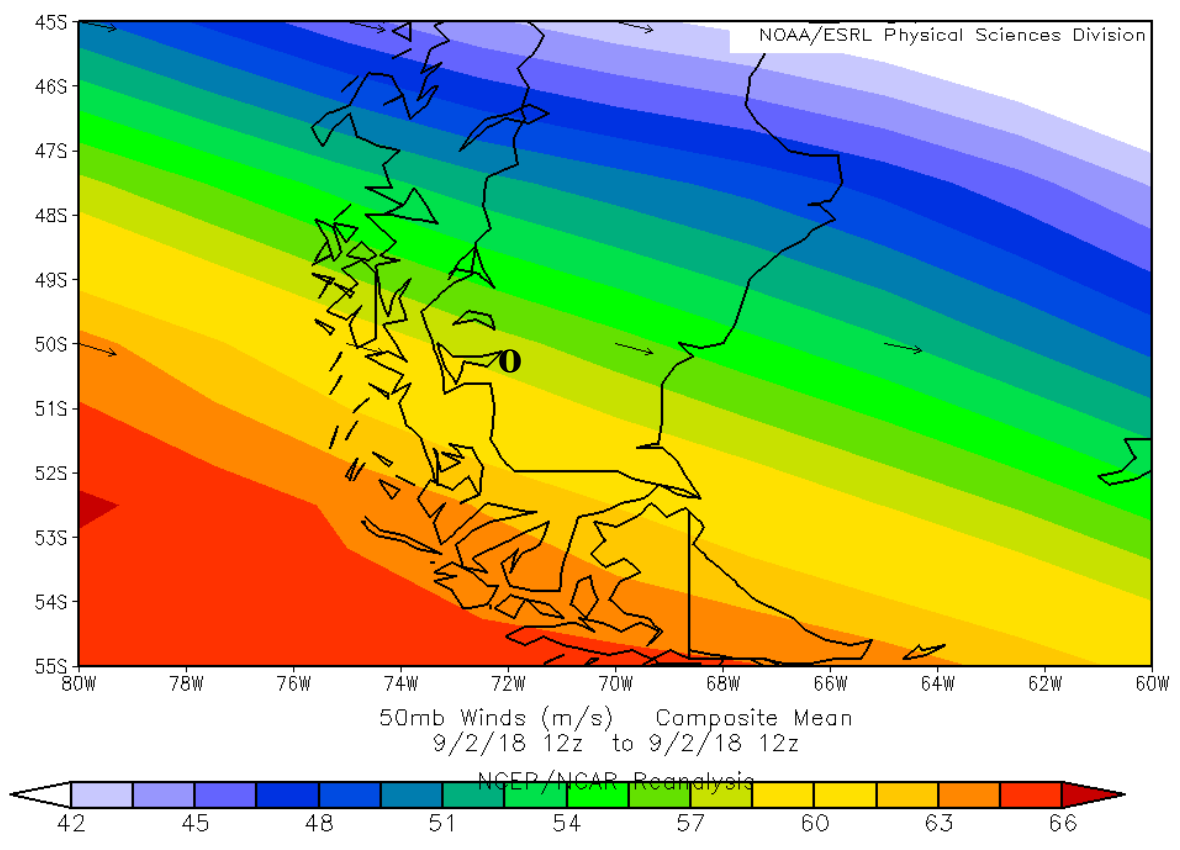 45S
NOAA/ESRL Physical Sciences Division
46S
47S
48S
49S
50S
O
51S
52S
53S
54S
55S
80W 78W 76W 74W 72W 70W 68W 66W 64W 62W 60W
50mb Winds (m/s) Composite Mean
9/2/18 12z to 9/2/18 12z
NCEP/NCAR Reanalysis
42 45 48 51 54 57 60 63 66